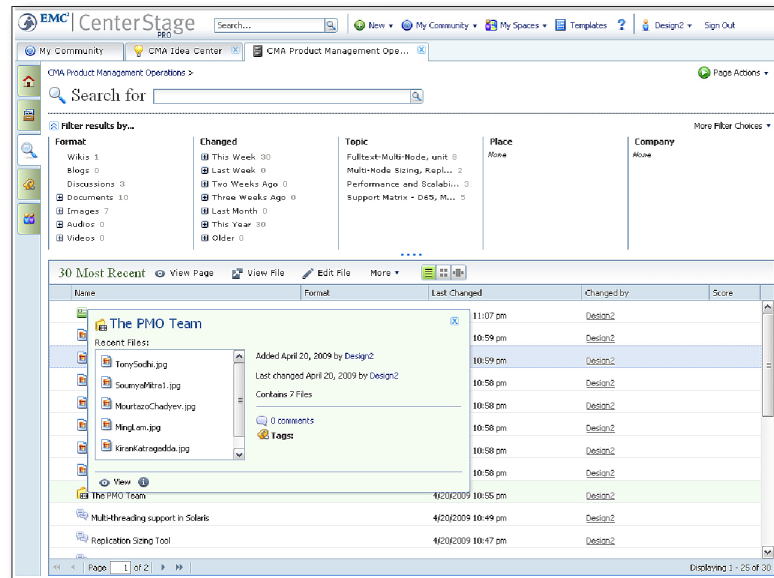 EMC² CenterStage PRO
Search...
New My Community My Spaces Templates ? Design2 Sign Out
My Community CMA Idea Center CMA Product Management Ope...
CMA Product Management Operations >
Page Actions
Search for
Filter results by...
More Filter Choices
Format Changed Topic Place Company
Wikis 1 This Week 30 Fulltext-Multi-Node, unit 8 None None
Blogs 0 Last Week 0 Multi-Node Sizing, Repl... 2
Discussions 3 Two Weeks Ago 0 Performance and Scalabi... 3
Documents 10 Three Weeks Ago 0 Support Matrix - D65, M... 5
Images 7 Last Month 0
Audios 0 This Year 30
Videos 0 Older 0
30 Most Recent View Page View File Edit File More
Name Format Last Changed Changed by Score
11:07 pm Design2
10:59 pm Design2
10:59 pm Design2
10:58 pm Design2
10:58 pm Design2
10:58 pm Design2
10:58 pm Design2
10:58 pm Design2
The PMO Team
Recent Files:
TonySodhi.jpg
SoumyaMitra1.jpg
MourtazoChadyev.jpg
MingLam.jpg
KiranKatragadda.jpg
Added April 20, 2009 by Design2
Last changed April 20, 2009 by Design2
Contains 7 Files
0 comments
Tags:
View
The PMO Team 4/20/2009 10:55 pm Design2
Multi-threading support in Solaris 4/20/2009 10:49 pm Design2
Replication Sizing Tool 4/20/2009 10:47 pm Design2
Page 1 of 2
Displaying 1 - 25 of 30